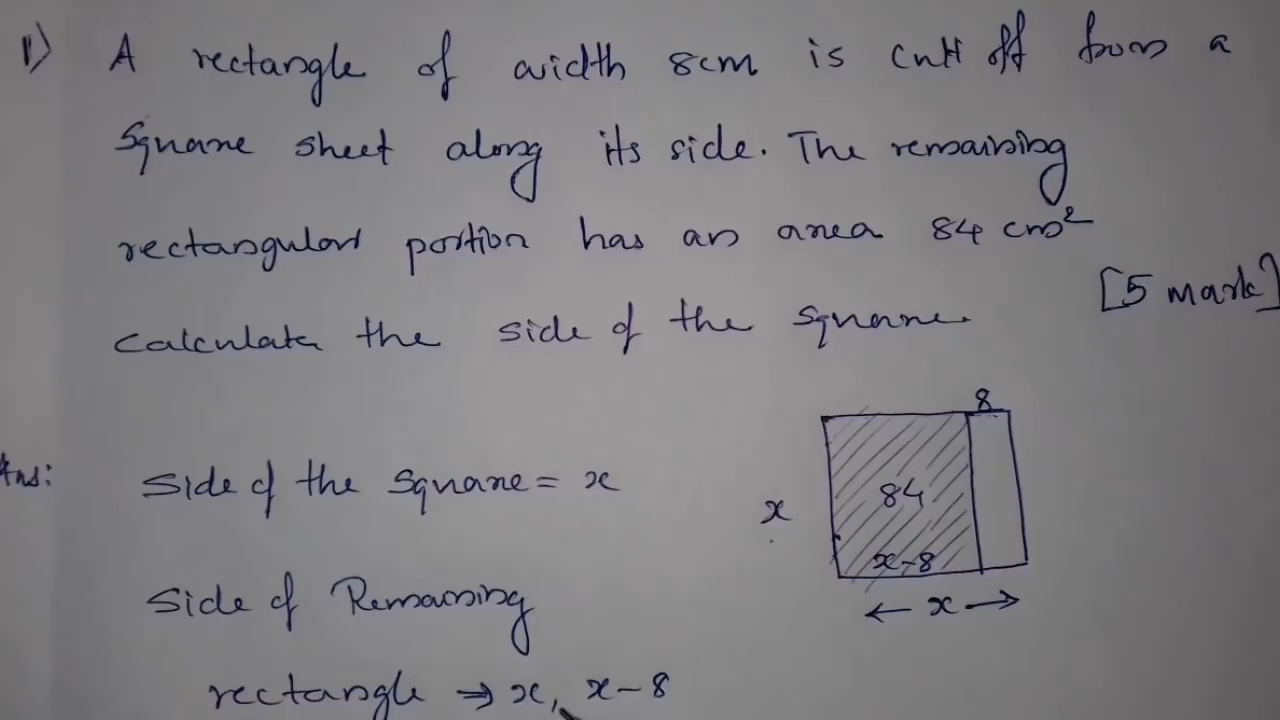 1) A rectangle of width 8cm is cutt off from a
Square sheet along its side. The remaining
rectangular portion has an area 84 cm²
[5 mark]
Calculate the side of the square.
8
Ans: Side of the Square = x
84
x
x-8
← x →
Side of Remaining
rectangle ⇒ x, x-8